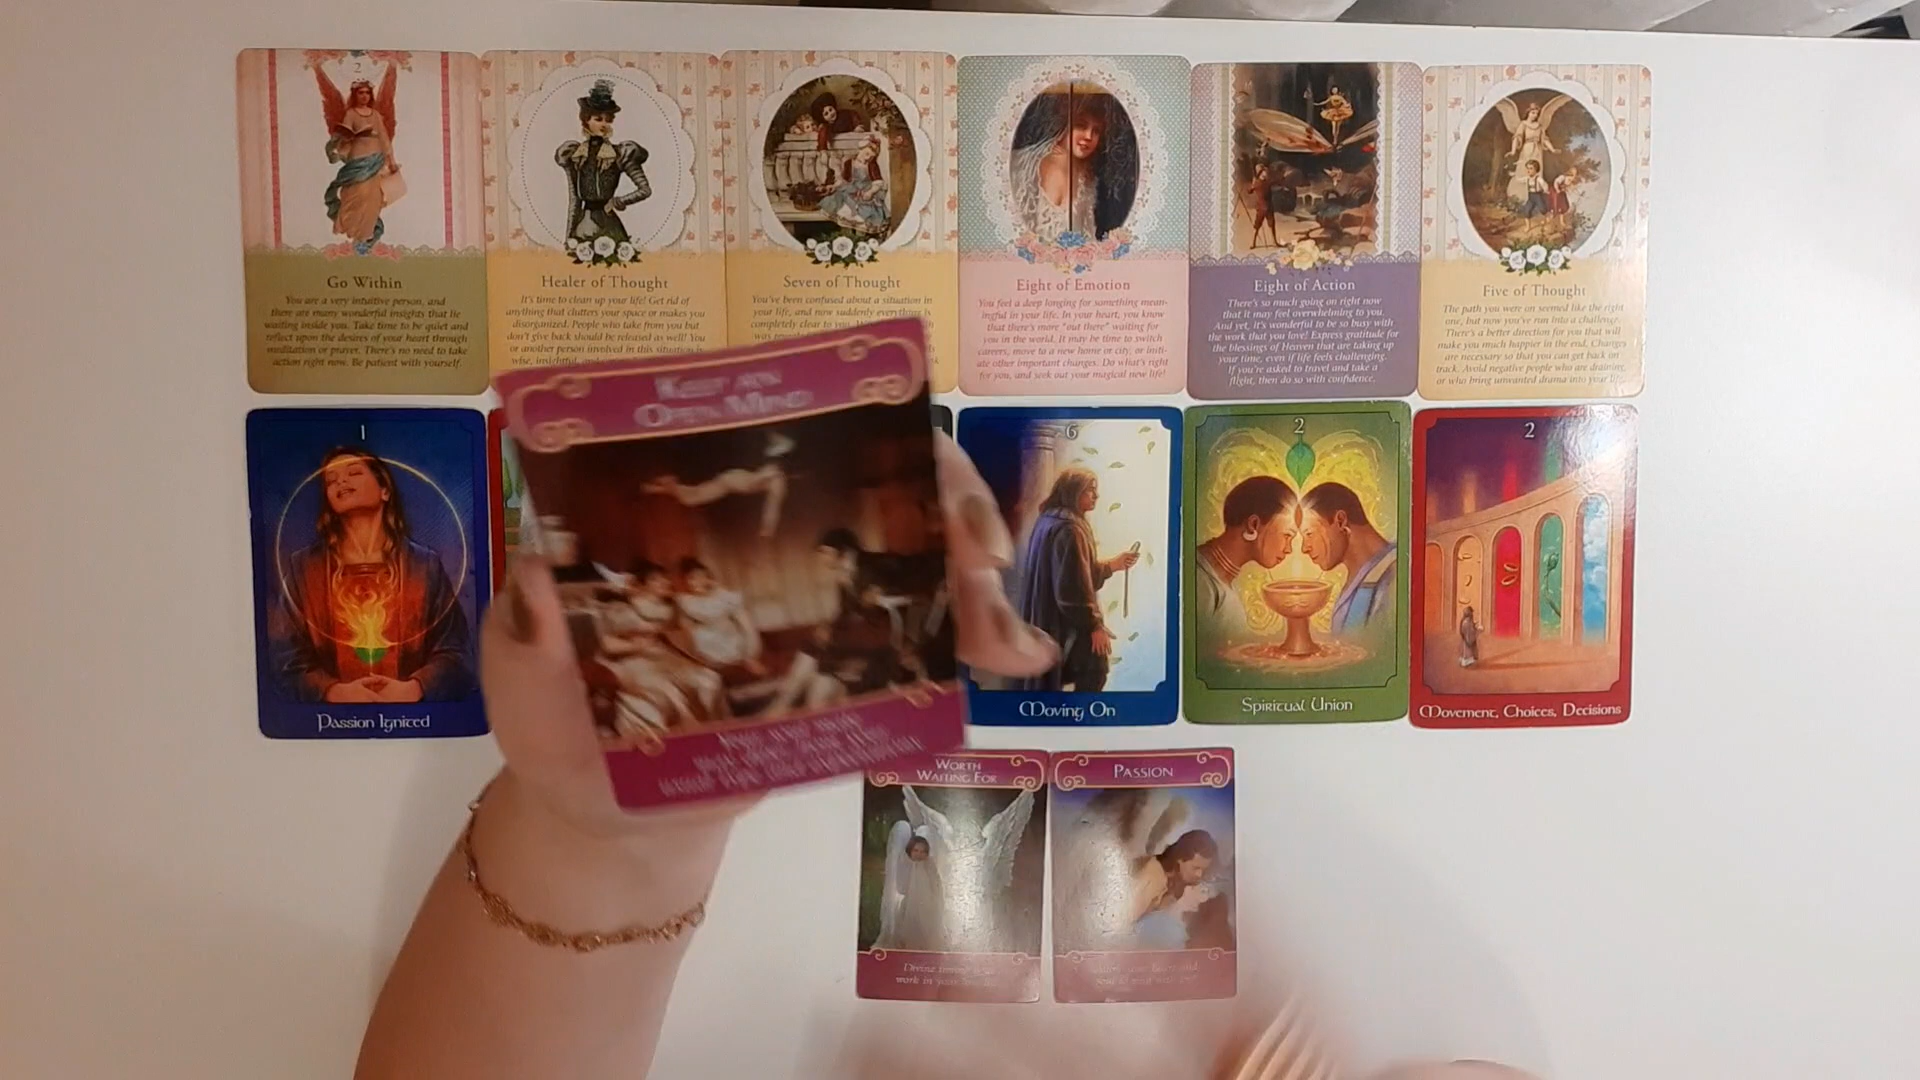 2
Go Within
You are a very intuitive person, and
there are many wonderful insights that lie
waiting inside you. Take time to be quiet and
reflect upon the desires of your heart through
meditation or prayer. There's no need to take
action right now. Be patient with yourself.
Healer of Thought
It's time to clean up your life! Get rid of
anything that clutters your space or makes you
disorganized. People who take from you but
don't give back should be released as well! You
or another person involved in this situation is
wise, insightful,
Seven of Thought
You've been confused about a situation in
your life, and now suddenly everything is
completely clear to you.
Eight of Emotion
You feel a deep longing for something mean-
ingful in your life. In your heart, you know
that there's more "out there" waiting for
you in the world. It may be time to switch
careers, move to a new home or city, or initi-
ate other important changes. Do what's right
for you, and seek out your magical new life!
Eight of Action
There's so much going on right now
that it may feel overwhelming to you.
And yet, it's wonderful to be so busy with
the work that you love! Express gratitude for
the blessings of Heaven that are taking up
your time, even if life feels challenging.
If you're asked to travel and take a
flight, then do so with confidence.
Five of Thought
The path you were on seemed like the right
one, but now you've run into a challenge.
There's a better direction for you that will
make you much happier in the end. Changes
are necessary so that you can get back on
track. Avoid negative people who are draining
or who bring unwanted drama into your life.
Keep an
Open Mind
1
Passion Ignited
6
Moving On
2
Spiritual Union
2
Movement, Choices, Decisions
Worth
Waiting For
Divine timing
work in your
Passion